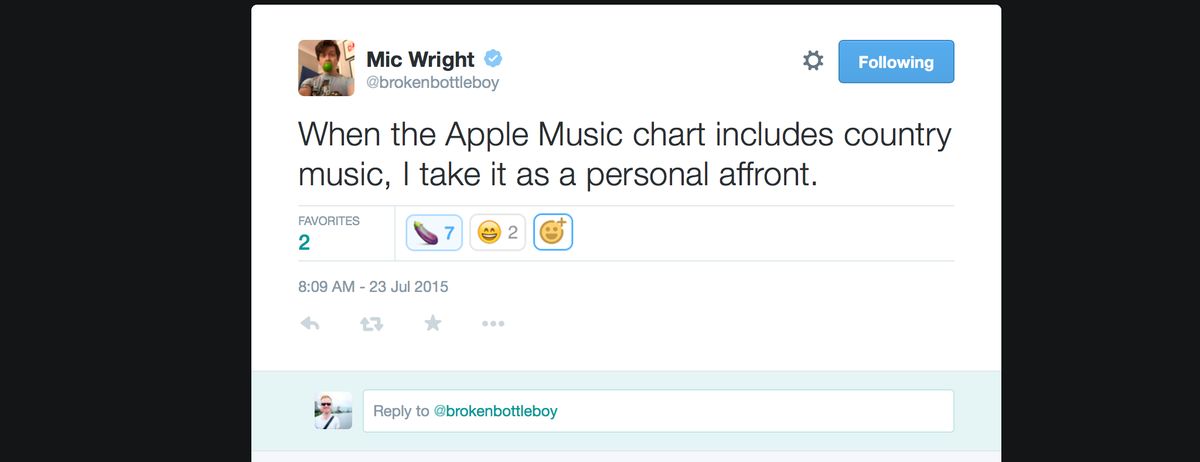 Mic Wright
@brokenbottleboy
Following
When the Apple Music chart includes country
music, I take it as a personal affront.
FAVORITES
2
7
2
8:09 AM - 23 Jul 2015
Reply to @brokenbottleboy